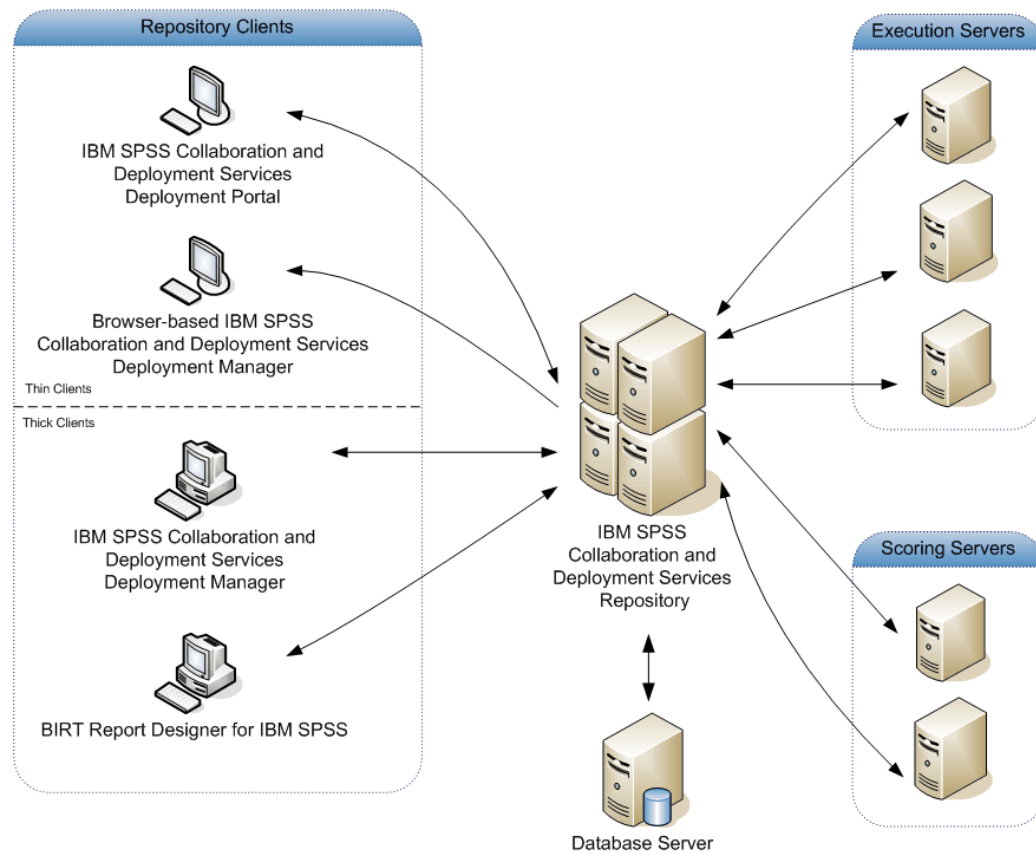 Repository Clients
IBM SPSS Collaboration and
Deployment Services
Deployment Portal
Browser-based IBM SPSS
Collaboration and Deployment Services
Deployment Manager
Thin Clients
Thick Clients
IBM SPSS Collaboration and
Deployment Services
Deployment Manager
BIRT Report Designer for IBM SPSS
IBM SPSS
Collaboration and
Deployment Services
Repository
Database Server
Execution Servers
Scoring Servers